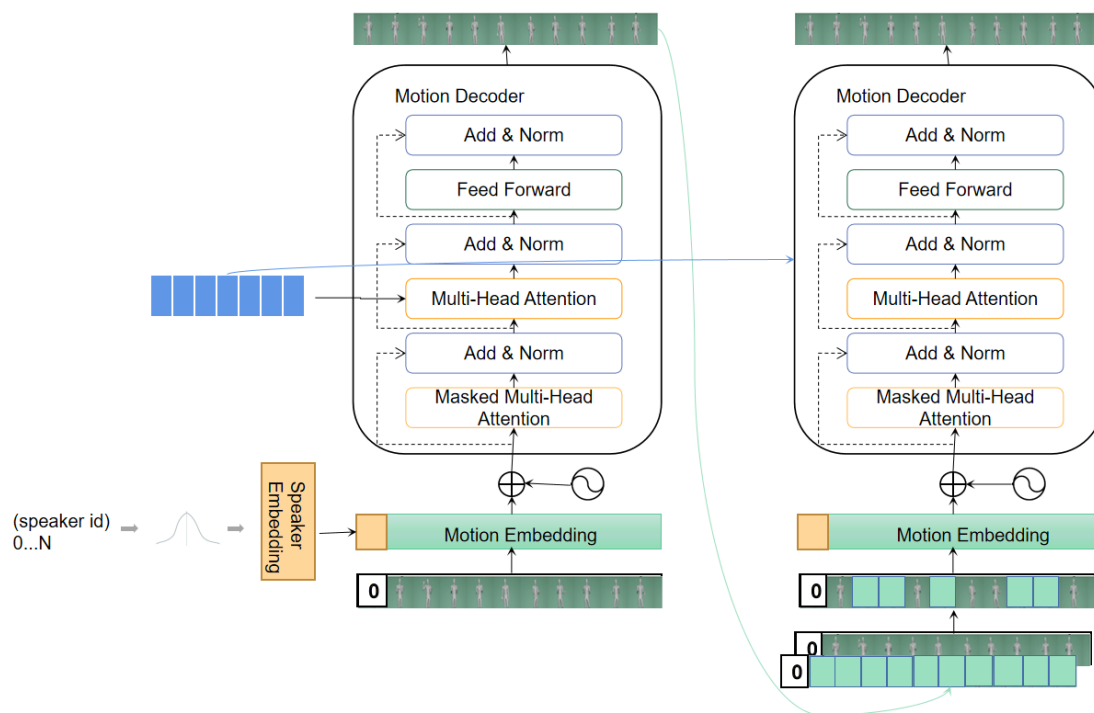 Motion Decoder
Add & Norm
Feed Forward
Add & Norm
Multi-Head Attention
Add & Norm
Masked Multi-Head
Attention
(speaker id)
0...N
Speaker
Embedding
Motion Embedding
0
Motion Decoder
Add & Norm
Feed Forward
Add & Norm
Multi-Head Attention
Add & Norm
Masked Multi-Head
Attention
Motion Embedding
0
0
0